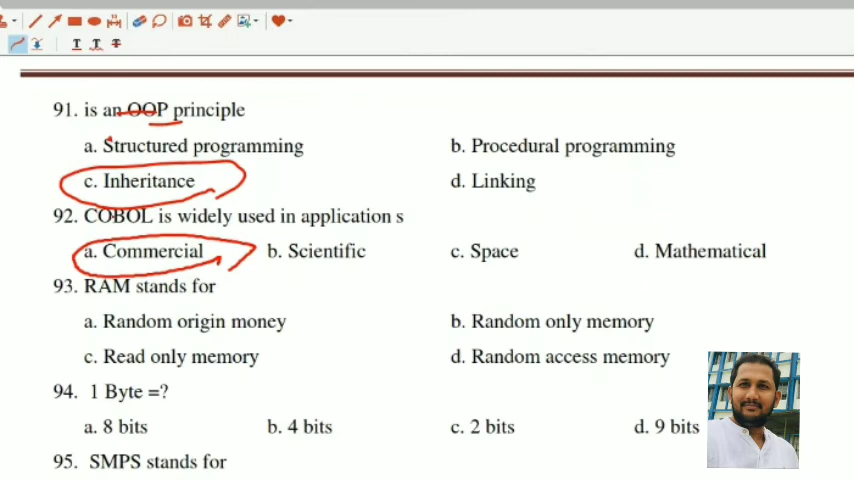 91. is an OOP principle
a. Structured programming b. Procedural programming
c. Inheritance d. Linking
92. COBOL is widely used in application s
a. Commercial b. Scientific c. Space d. Mathematical
93. RAM stands for
a. Random origin money b. Random only memory
c. Read only memory d. Random access memory
94. 1 Byte =?
a. 8 bits b. 4 bits c. 2 bits d. 9 bits
95. SMPS stands for